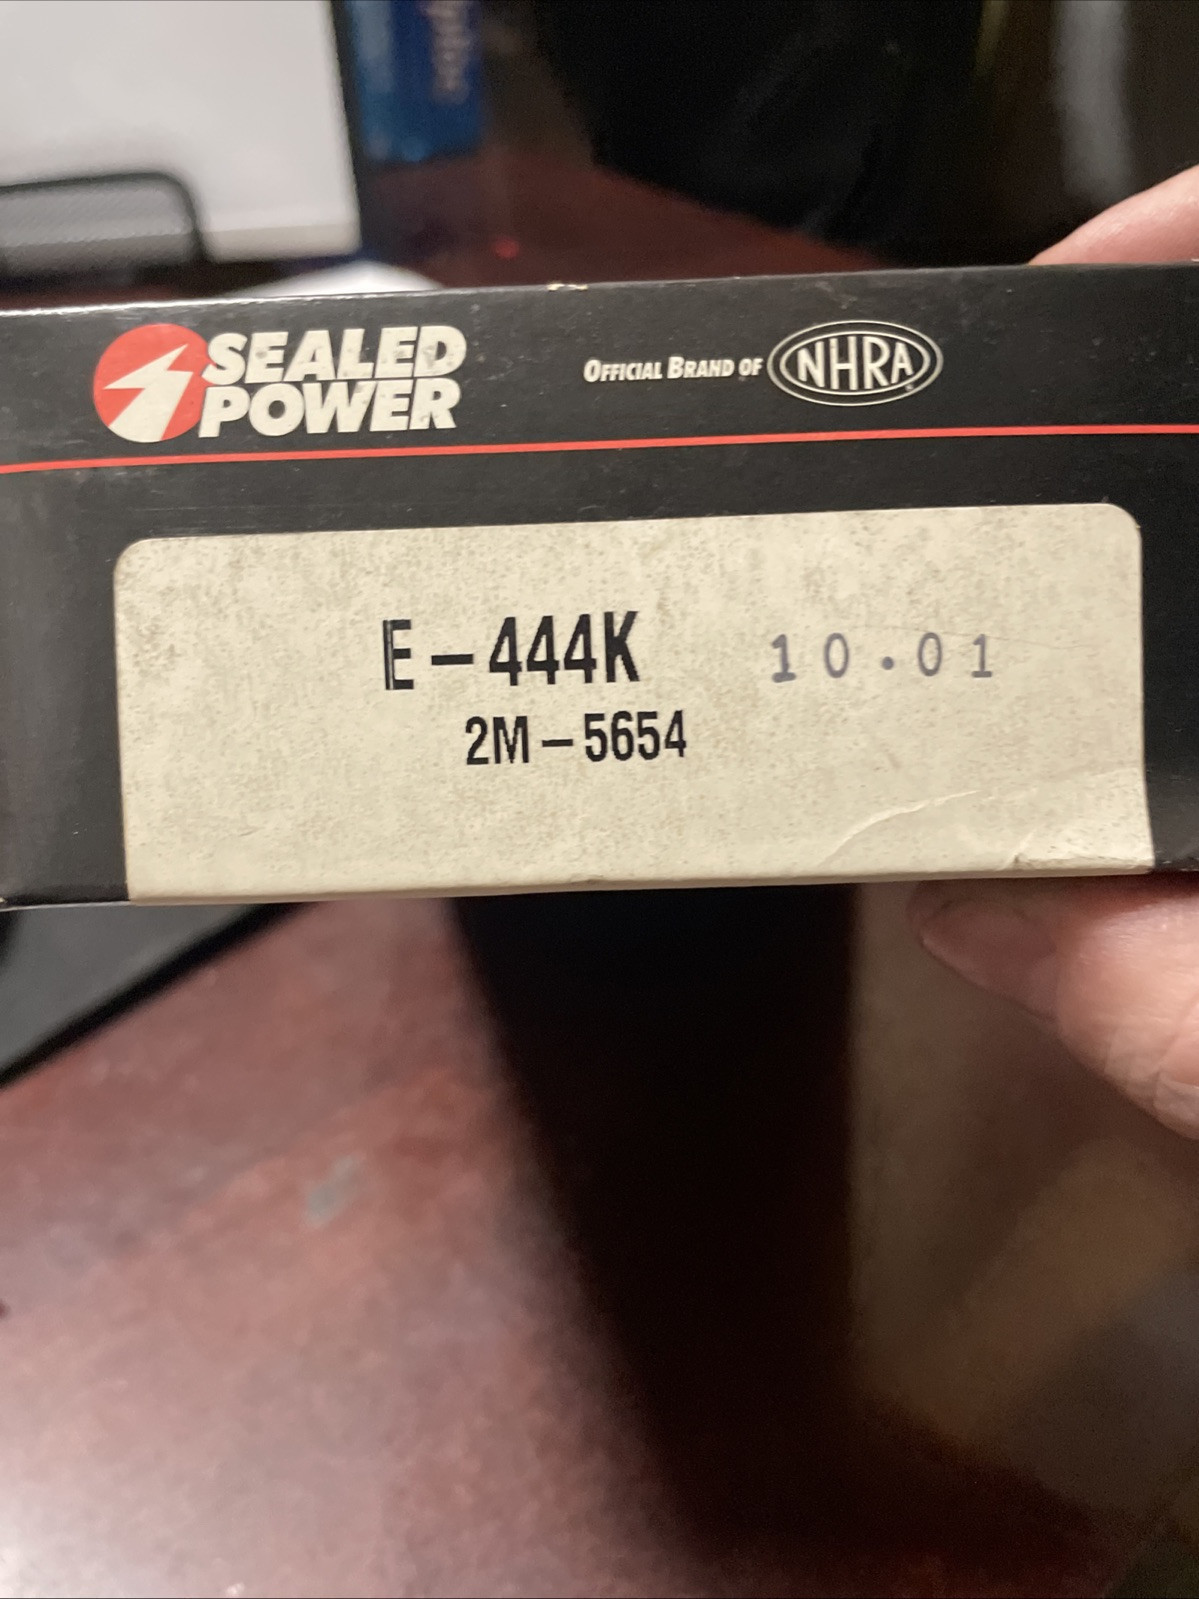 SEALED
POWER
OFFICIAL BRAND OF NHRA
E-444K 10.01
2M-5654